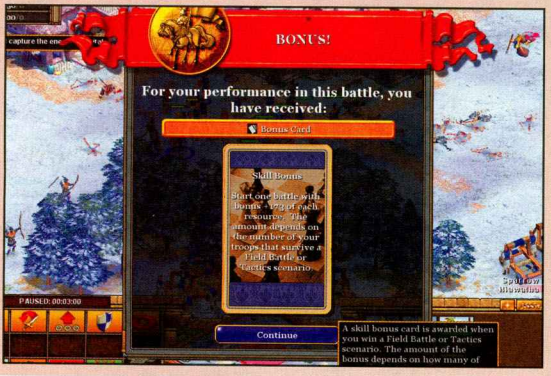 capture the ene
BONUS!
For your performance in this battle, you
have received:
Bonus Card
Skill Bonus
Start one battle with
bonus +173 of each
resource. The
amount depends on
the number of your
troops that survive a
Field Battle or
Tactics scenario.
Sparrow
Hiawatha
PAUSED: 00:03:00
Continue
A skill bonus card is awarded when
you win a Field Battle or Tactics
scenario. The amount of the
bonus depends on how many of